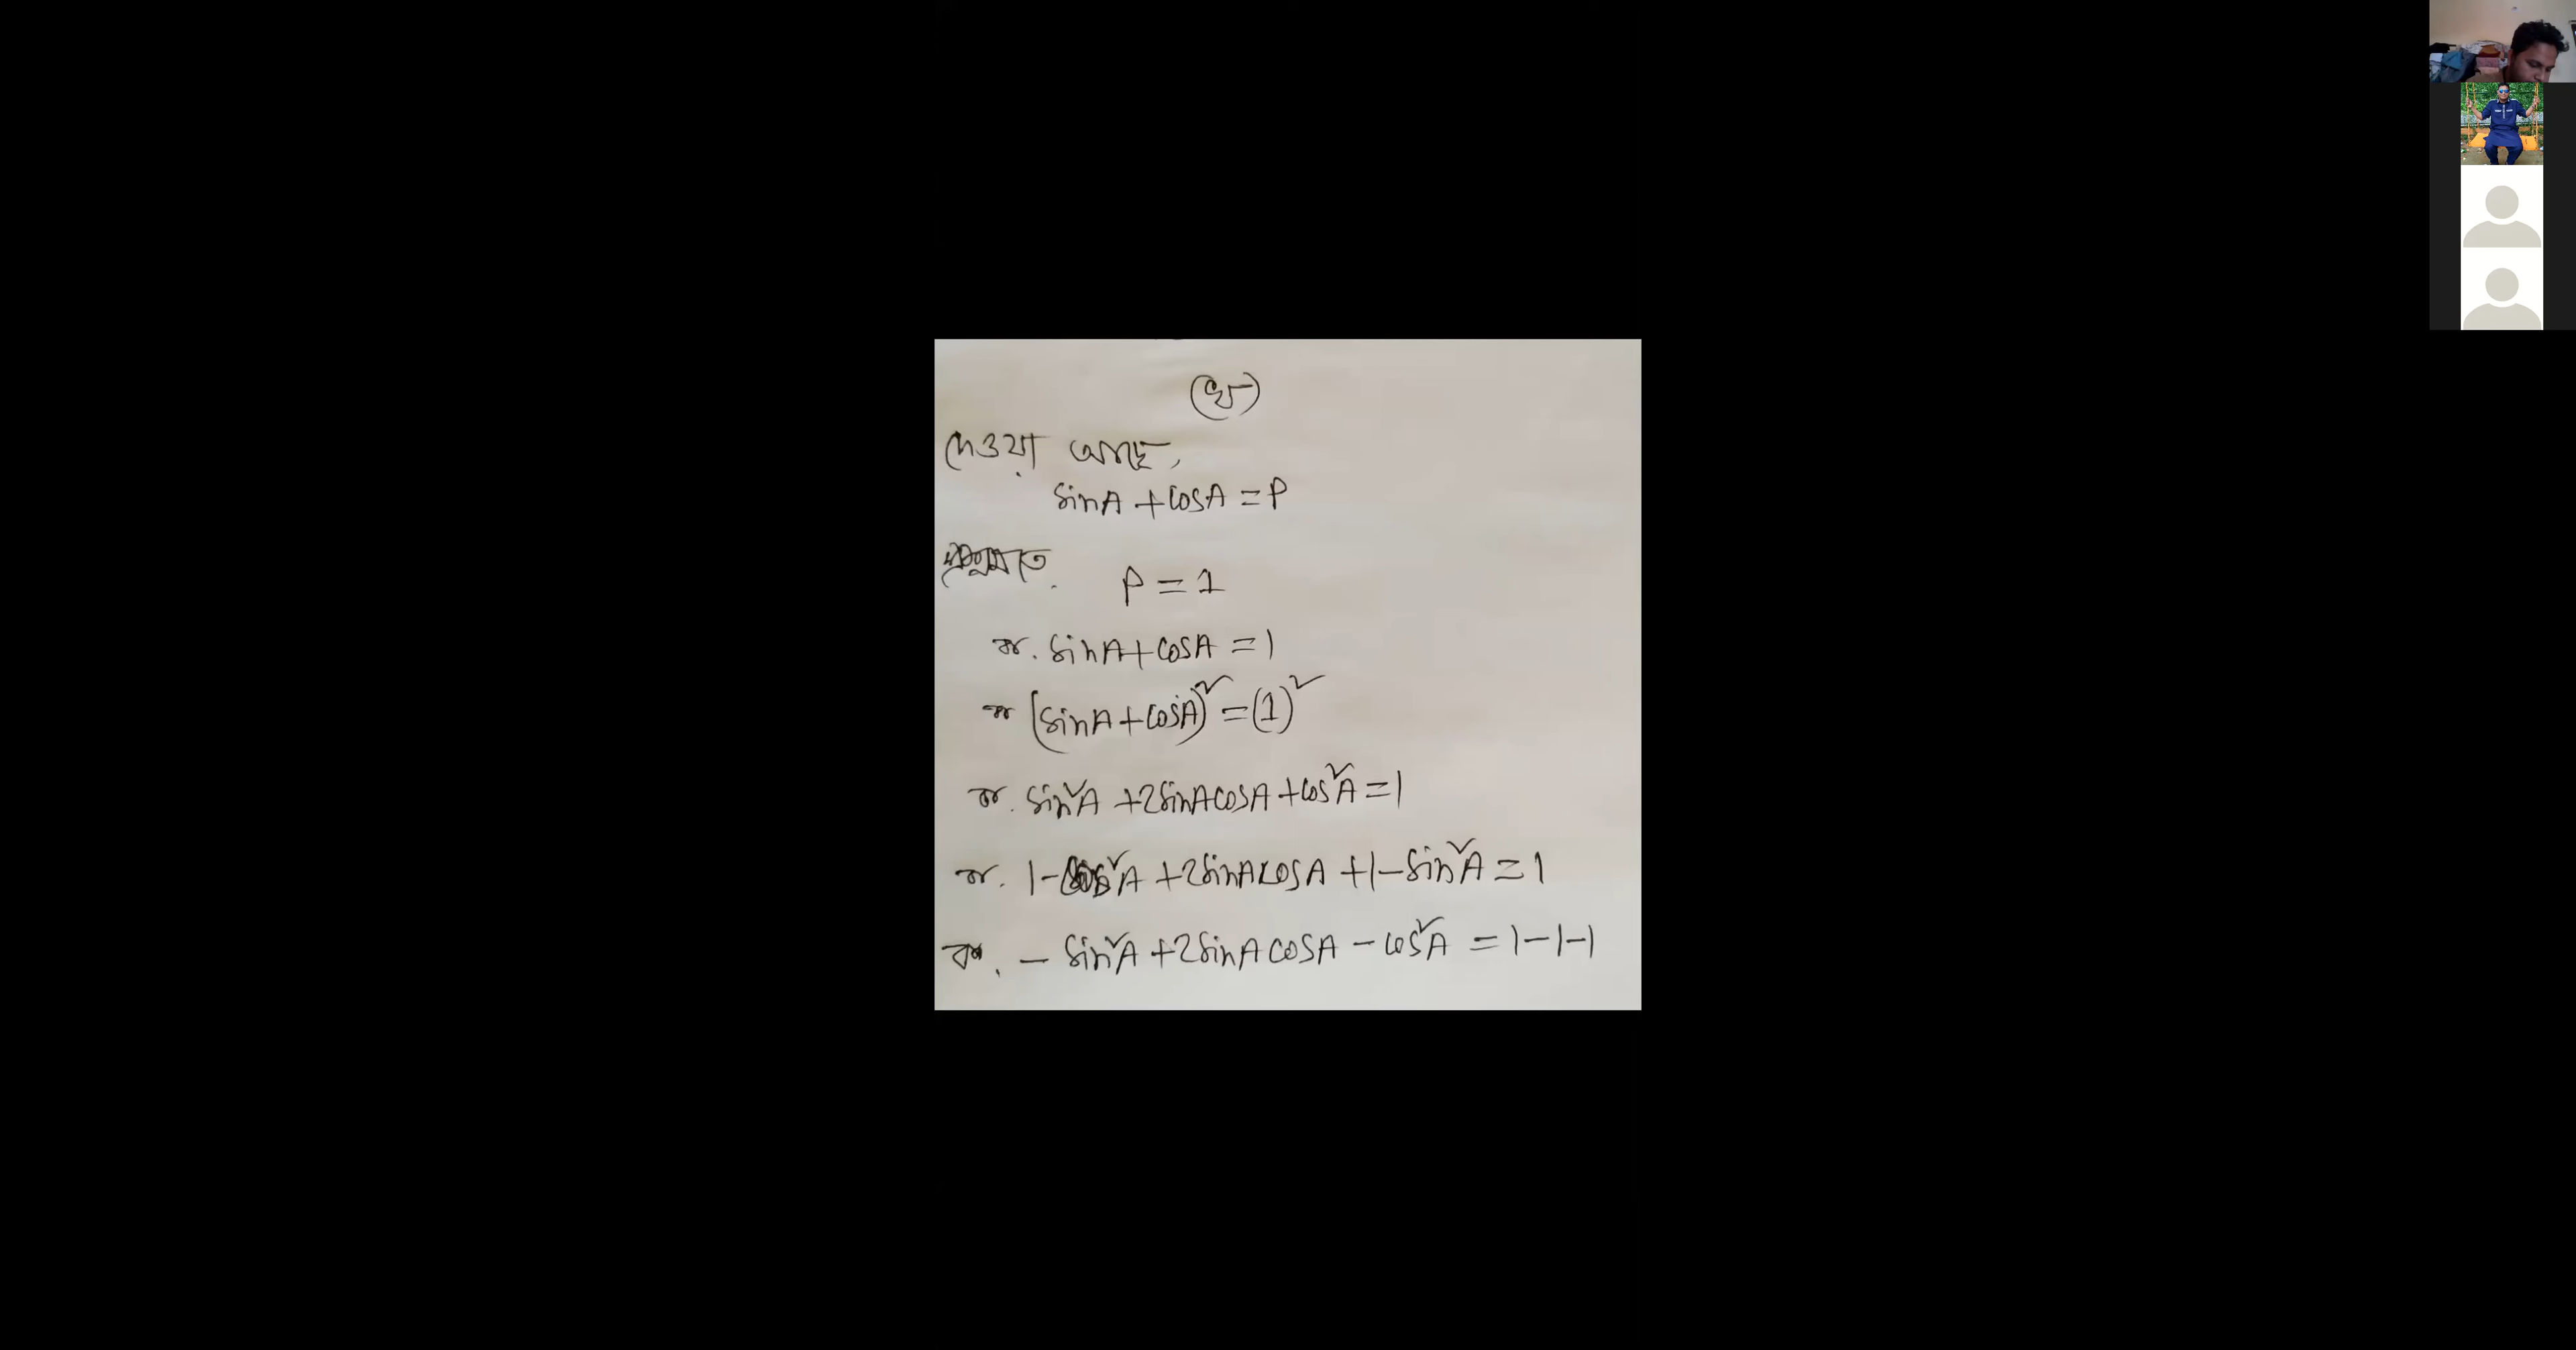 (খ)
দেওয়া আছে,
sinA + cosA = P
প্রশ্নমতে,
P = 1
বা, sinA + cosA = 1
বা, (sinA + cosA)² = (1)²
বা, sin²A + 2sinAcosA + cos²A = 1
বা, 1 - cos²A + 2sinAcosA + 1 - sin²A = 1
বা, - sin²A + 2sinAcosA - cos²A = 1-1-1